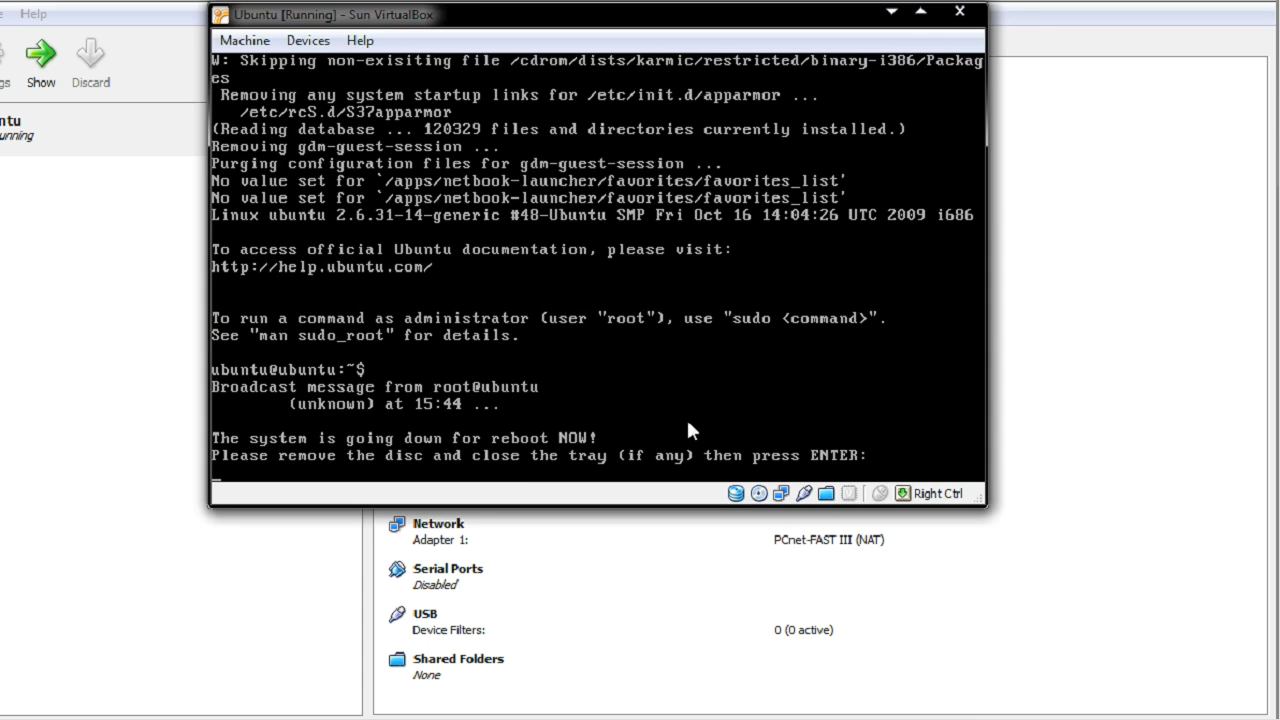 Help
Ubuntu [Running] - Sun VirtualBox
Machine Devices Help
gs Show Discard
ntu
unning
W: Skipping non-exisiting file /cdrom/dists/karmic/restricted/binary-i386/Packag
es
Removing any system startup links for /etc/init.d/apparmor ...
/etc/rcS.d/S37apparmor
(Reading database ... 120329 files and directories currently installed.)
Removing gdm-guest-session ...
Purging configuration files for gdm-guest-session ...
No value set for `/apps/netbook-launcher/favorites/favorites_list'
No value set for `/apps/netbook-launcher/favorites/favorites_list'
Linux ubuntu 2.6.31-14-generic #48-Ubuntu SMP Fri Oct 16 14:04:26 UTC 2009 i686
To access official Ubuntu documentation, please visit:
http://help.ubuntu.com/
To run a command as administrator (user "root"), use "sudo <command>".
See "man sudo_root" for details.
ubuntu@ubuntu:~$
Broadcast message from root@ubuntu
(unknown) at 15:44 ...
The system is going down for reboot NOW!
Please remove the disc and close the tray (if any) then press ENTER:
Right Ctrl
Network
Adapter 1: PCnet-FAST III (NAT)
Serial Ports
Disabled
USB
Device Filters: 0 (0 active)
Shared Folders
None